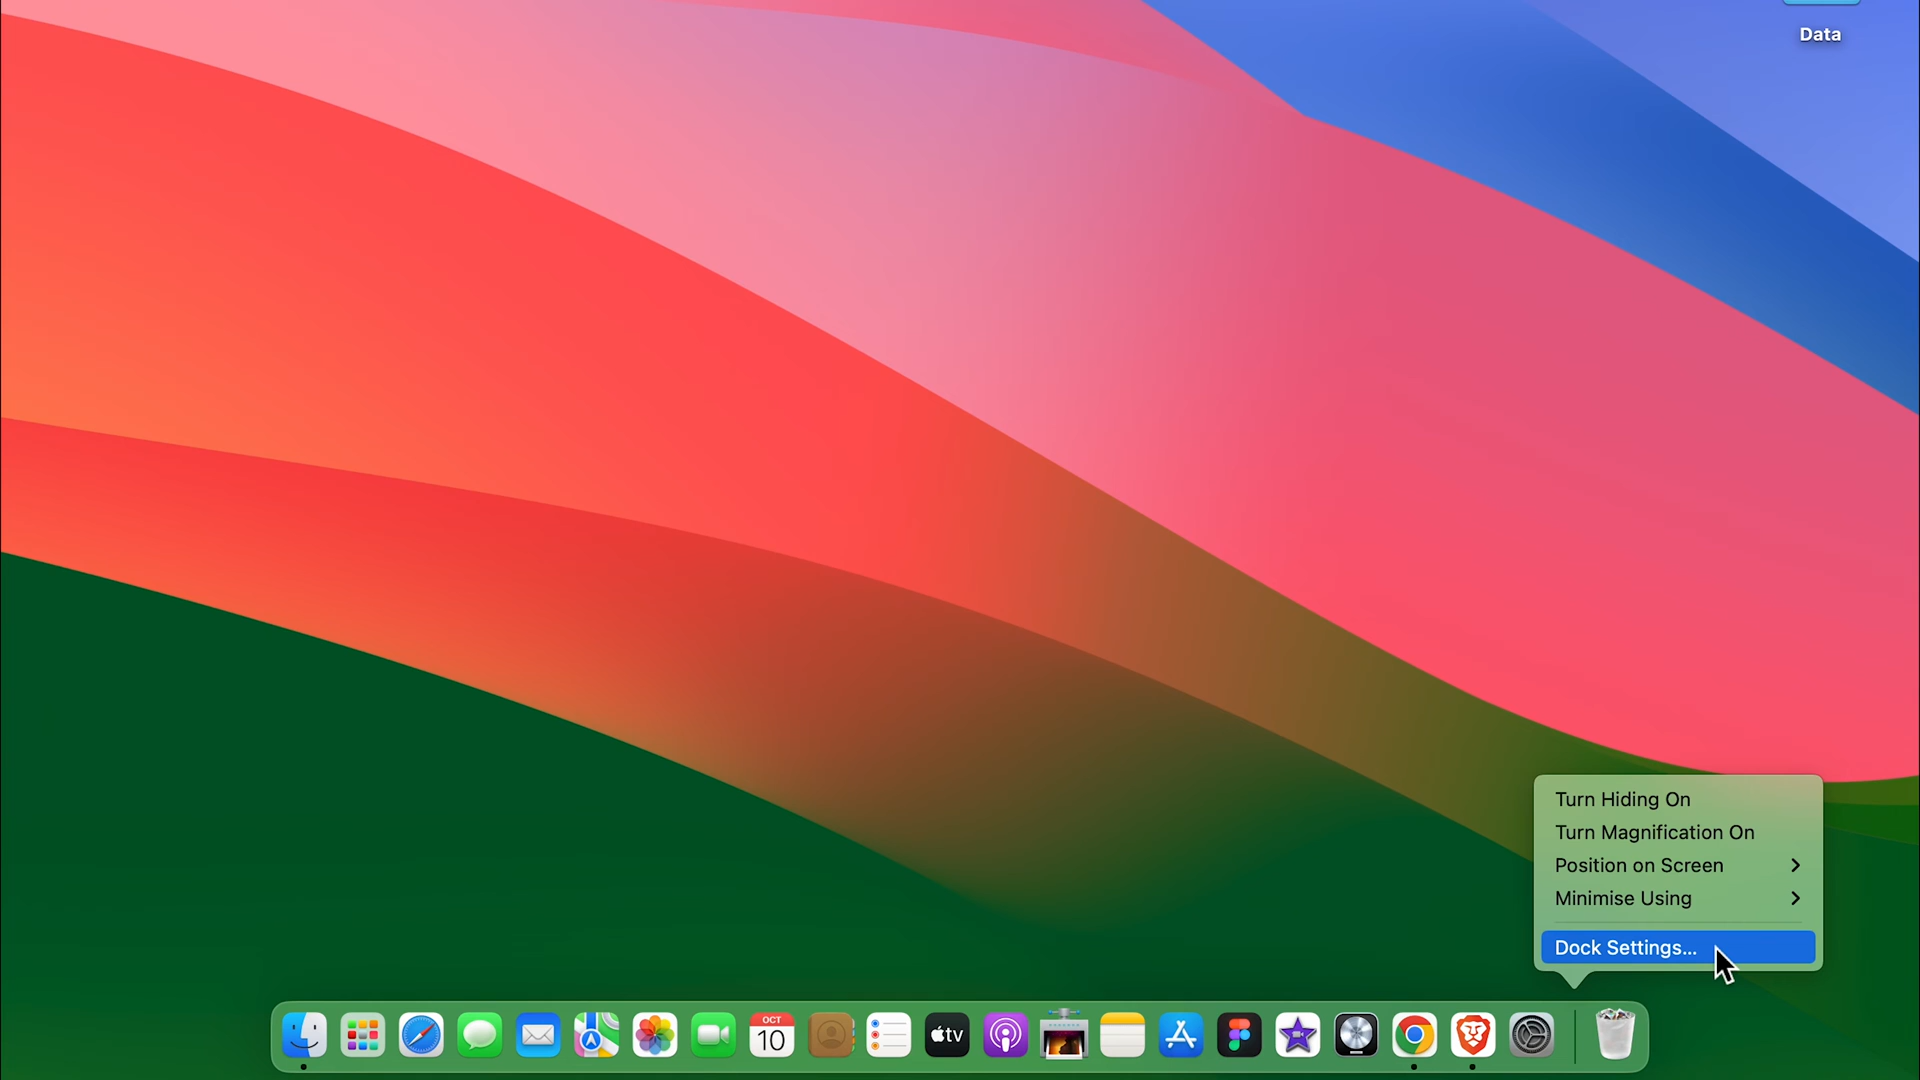 Data
Turn Hiding On
Turn Magnification On
Position on Screen
Minimise Using
Dock Settings...
OCT
10
tv